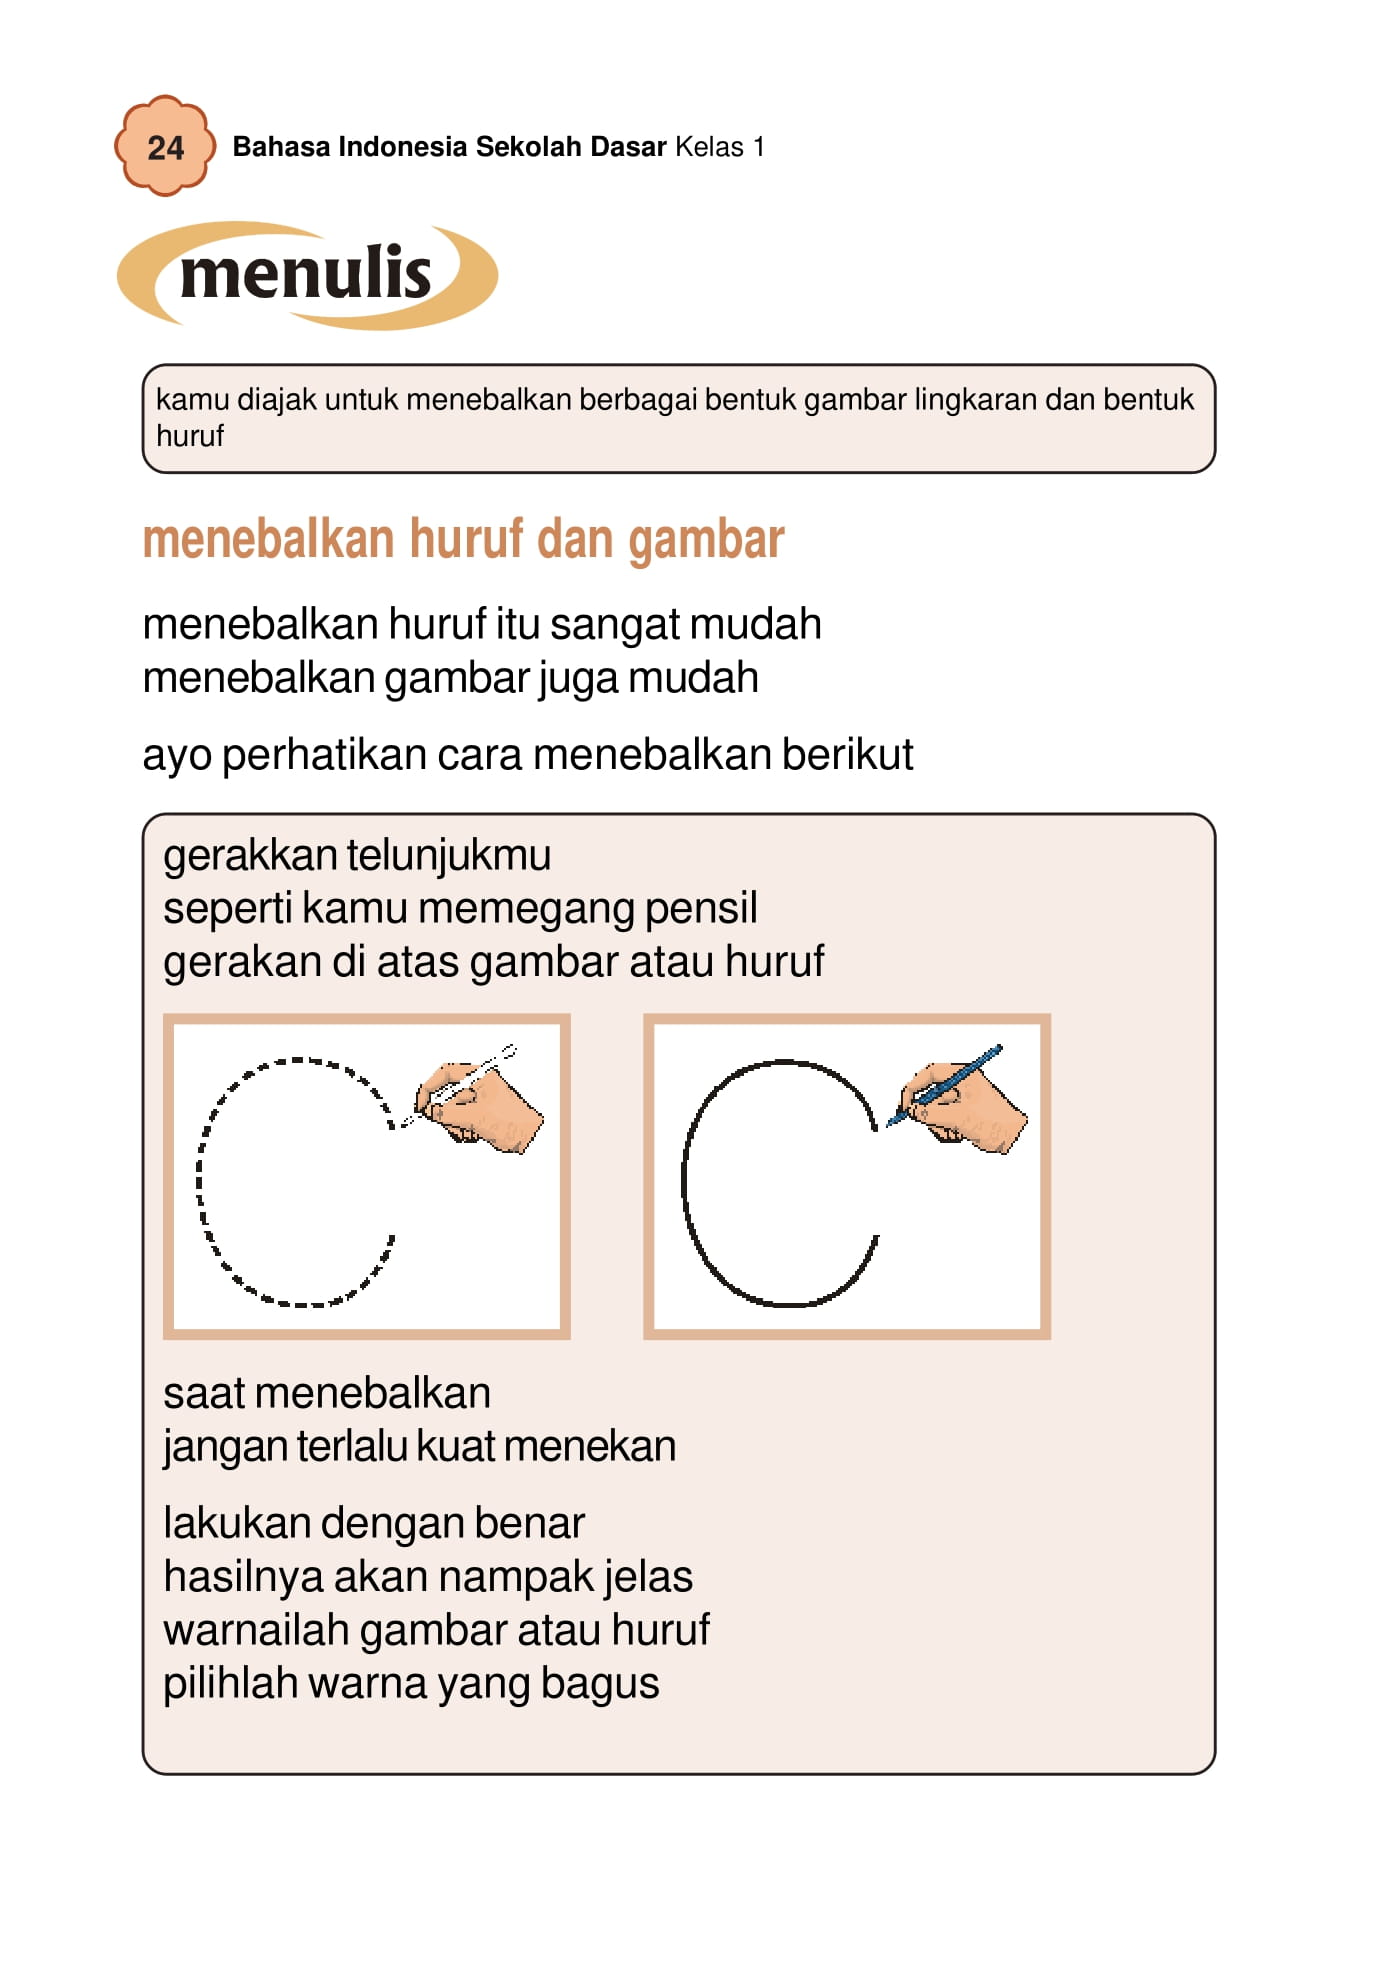 24
Bahasa Indonesia Sekolah Dasar Kelas 1
menulis
kamu diajak untuk menebalkan berbagai bentuk gambar lingkaran dan bentuk
huruf
menebalkan huruf dan gambar
menebalkan huruf itu sangat mudah
menebalkan gambar juga mudah
ayo perhatikan cara menebalkan berikut
gerakkan telunjukmu
seperti kamu memegang pensil
gerakan di atas gambar atau huruf
C C
saat menebalkan
jangan terlalu kuat menekan
lakukan dengan benar
hasilnya akan nampak jelas
warnailah gambar atau huruf
pilihlah warna yang bagus